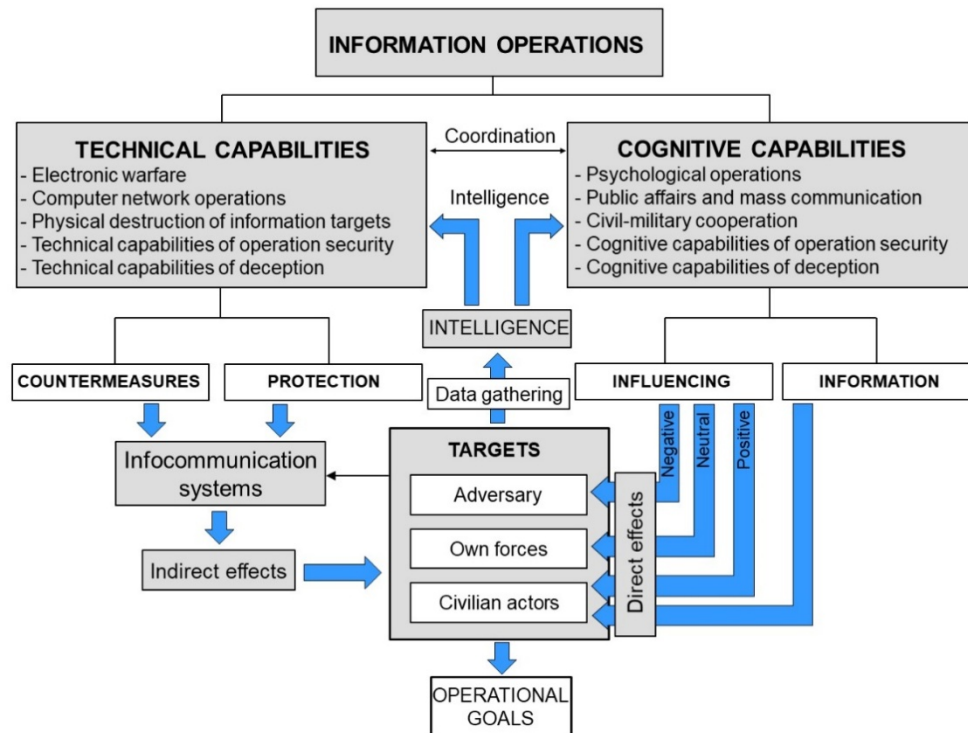 INFORMATION OPERATIONS
TECHNICAL CAPABILITIES
- Electronic warfare
- Computer network operations
- Physical destruction of information targets
- Technical capabilities of operation security
- Technical capabilities of deception
Coordination
Intelligence
COGNITIVE CAPABILITIES
- Psychological operations
- Public affairs and mass communication
- Civil-military cooperation
- Cognitive capabilities of operation security
- Cognitive capabilities of deception
INTELLIGENCE
COUNTERMEASURES
PROTECTION
Data gathering
INFLUENCING
INFORMATION
Negative
Neutral
Positive
Infocommunication
systems
Indirect effects
TARGETS
Adversary
Own forces
Civilian actors
Direct effects
OPERATIONAL
GOALS